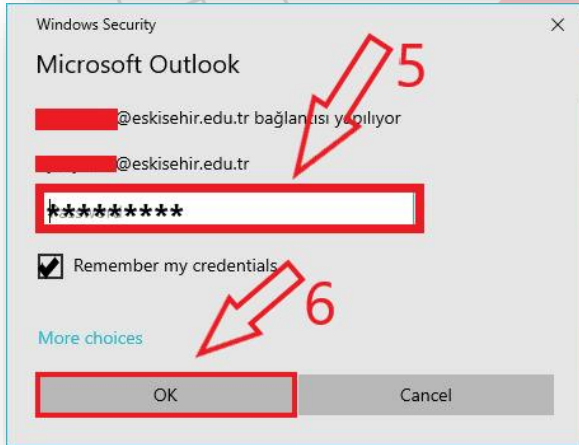 Windows Security
Microsoft Outlook
5
@eskisehir.edu.tr bağlantısı yapılıyor
@eskisehir.edu.tr
*********
Remember my credentials
6
More choices
OK
Cancel